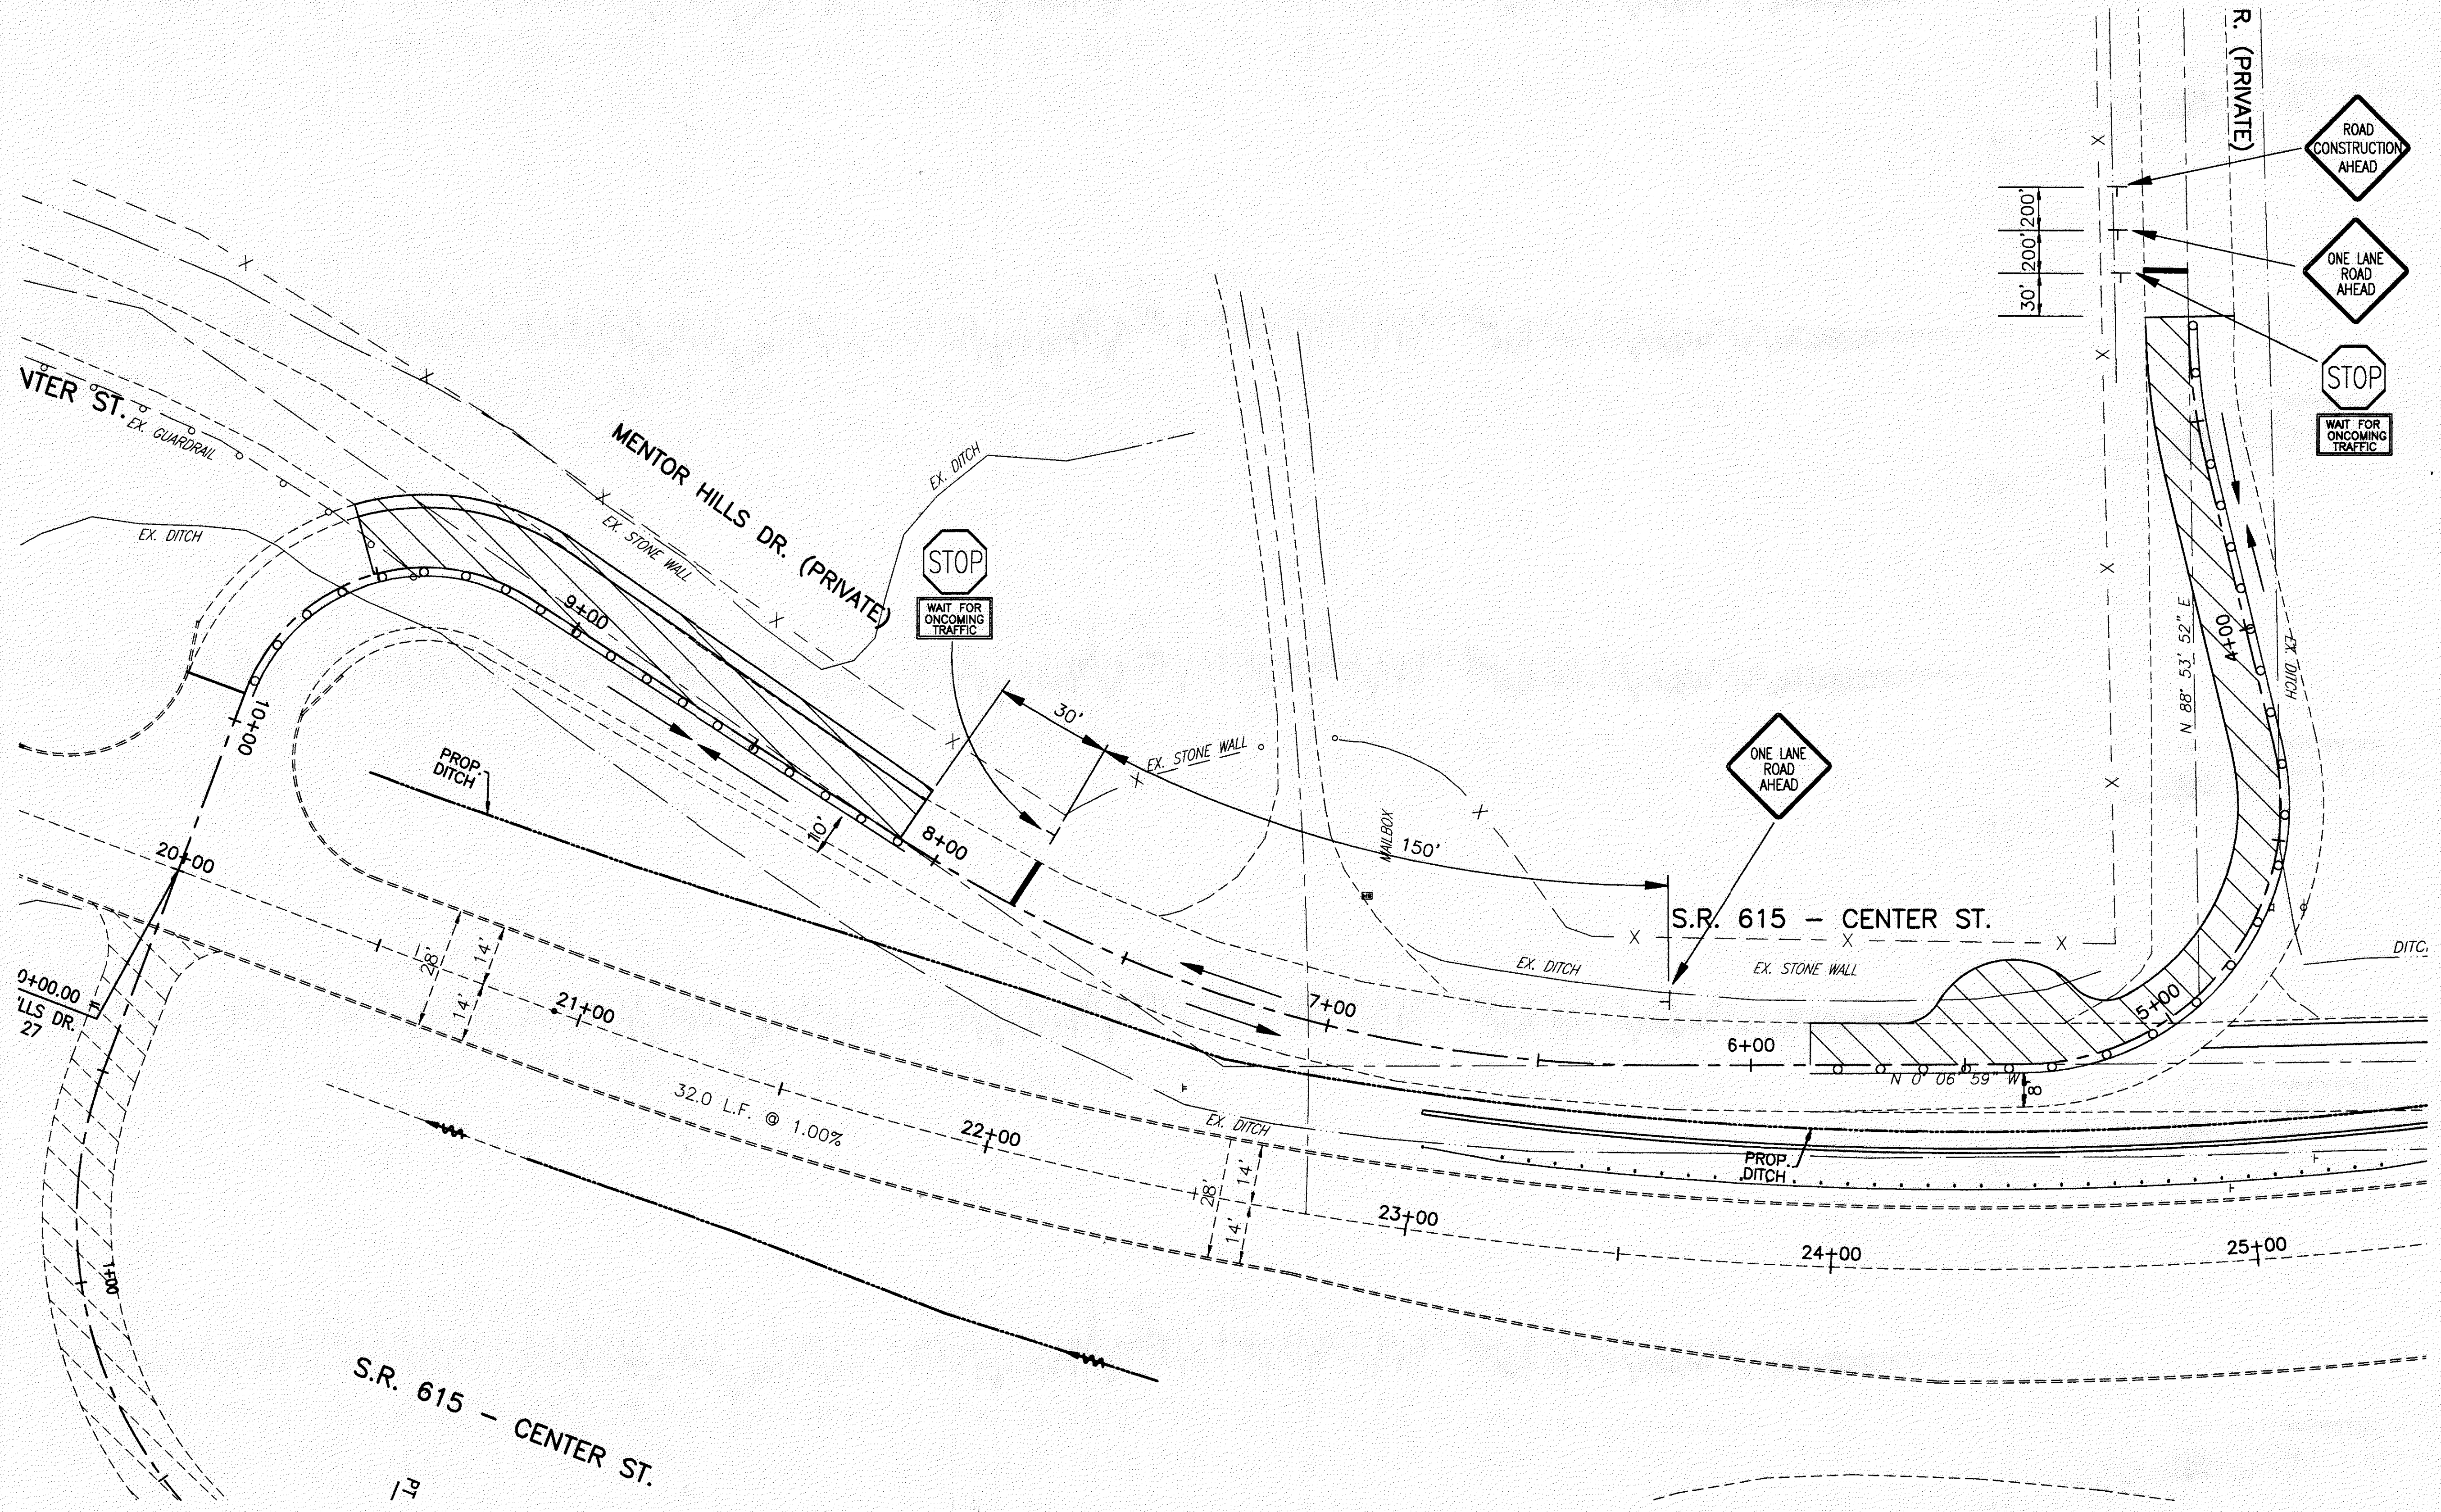 R. (PRIVATE)
ROAD
CONSTRUCTION
AHEAD
200'
200'
30'
ONE LANE
ROAD
AHEAD
STOP
WAIT FOR
ONCOMING
TRAFFIC
NTER ST.
EX. GUARDRAIL
MENTOR HILLS DR. (PRIVATE)
EX. DITCH
EX. STONE WALL
EX. DITCH
STOP
WAIT FOR
ONCOMING
TRAFFIC
9+00
10+00
4+00
N 88° 53' 52" E
EX. DITCH
30'
EX. STONE WALL
PROP.
DITCH
ONE LANE
ROAD
AHEAD
10'
8+00
MAILBOX
150'
20+00
S.R. 615 - CENTER ST.
EX. DITCH
EX. STONE WALL
DITC
28'
14'
14'
0+00.00
LLS DR.
27
21+00
7+00
5+00
6+00
N 0° 06' 59" W
8'
32.0 L.F. @ 1.00%
22+00
EX. DITCH
PROP.
DITCH
28'
14'
14'
23+00
24+00
25+00
1+00
S.R. 615 - CENTER ST.
PT